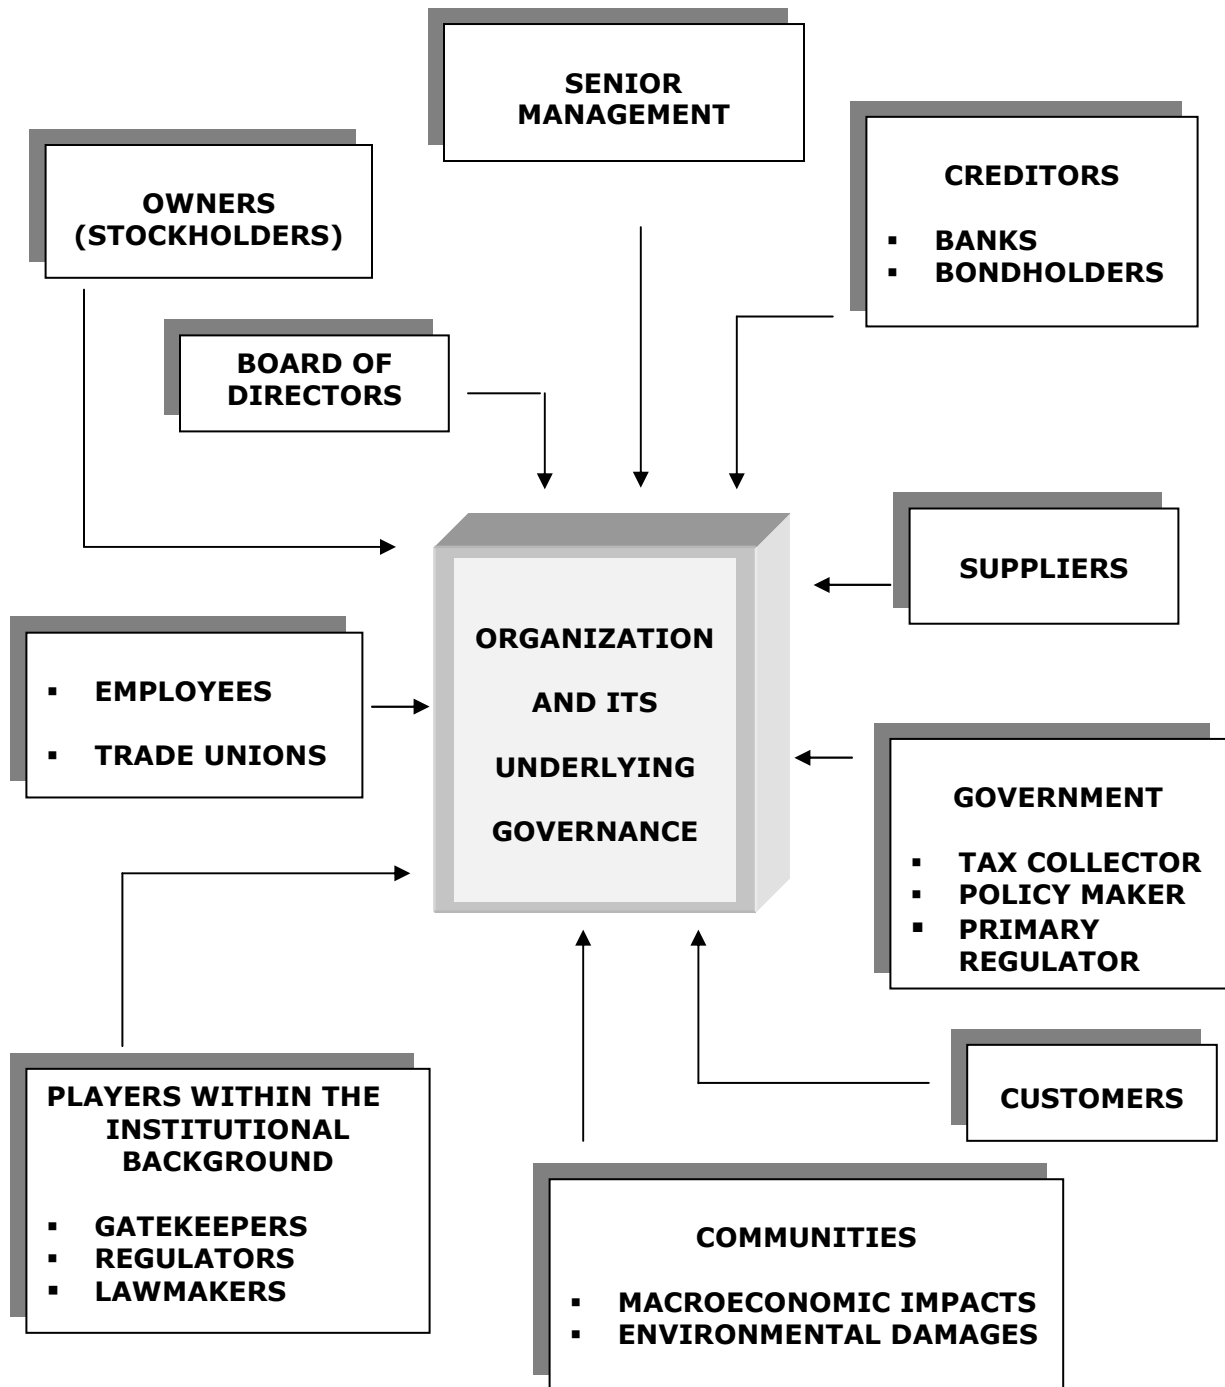 SENIOR
MANAGEMENT
OWNERS
(STOCKHOLDERS)
CREDITORS
▪ BANKS
▪ BONDHOLDERS
BOARD OF
DIRECTORS
SUPPLIERS
ORGANIZATION
AND ITS
UNDERLYING
GOVERNANCE
▪ EMPLOYEES
▪ TRADE UNIONS
GOVERNMENT
▪ TAX COLLECTOR
▪ POLICY MAKER
▪ PRIMARY
REGULATOR
PLAYERS WITHIN THE
INSTITUTIONAL
BACKGROUND
▪ GATEKEEPERS
▪ REGULATORS
▪ LAWMAKERS
CUSTOMERS
COMMUNITIES
▪ MACROECONOMIC IMPACTS
▪ ENVIRONMENTAL DAMAGES